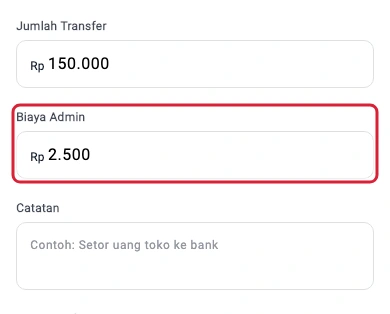 Jumlah Transfer
Rp 150.000
Biaya Admin
Rp 2.500
Catatan
Contoh: Setor uang toko ke bank